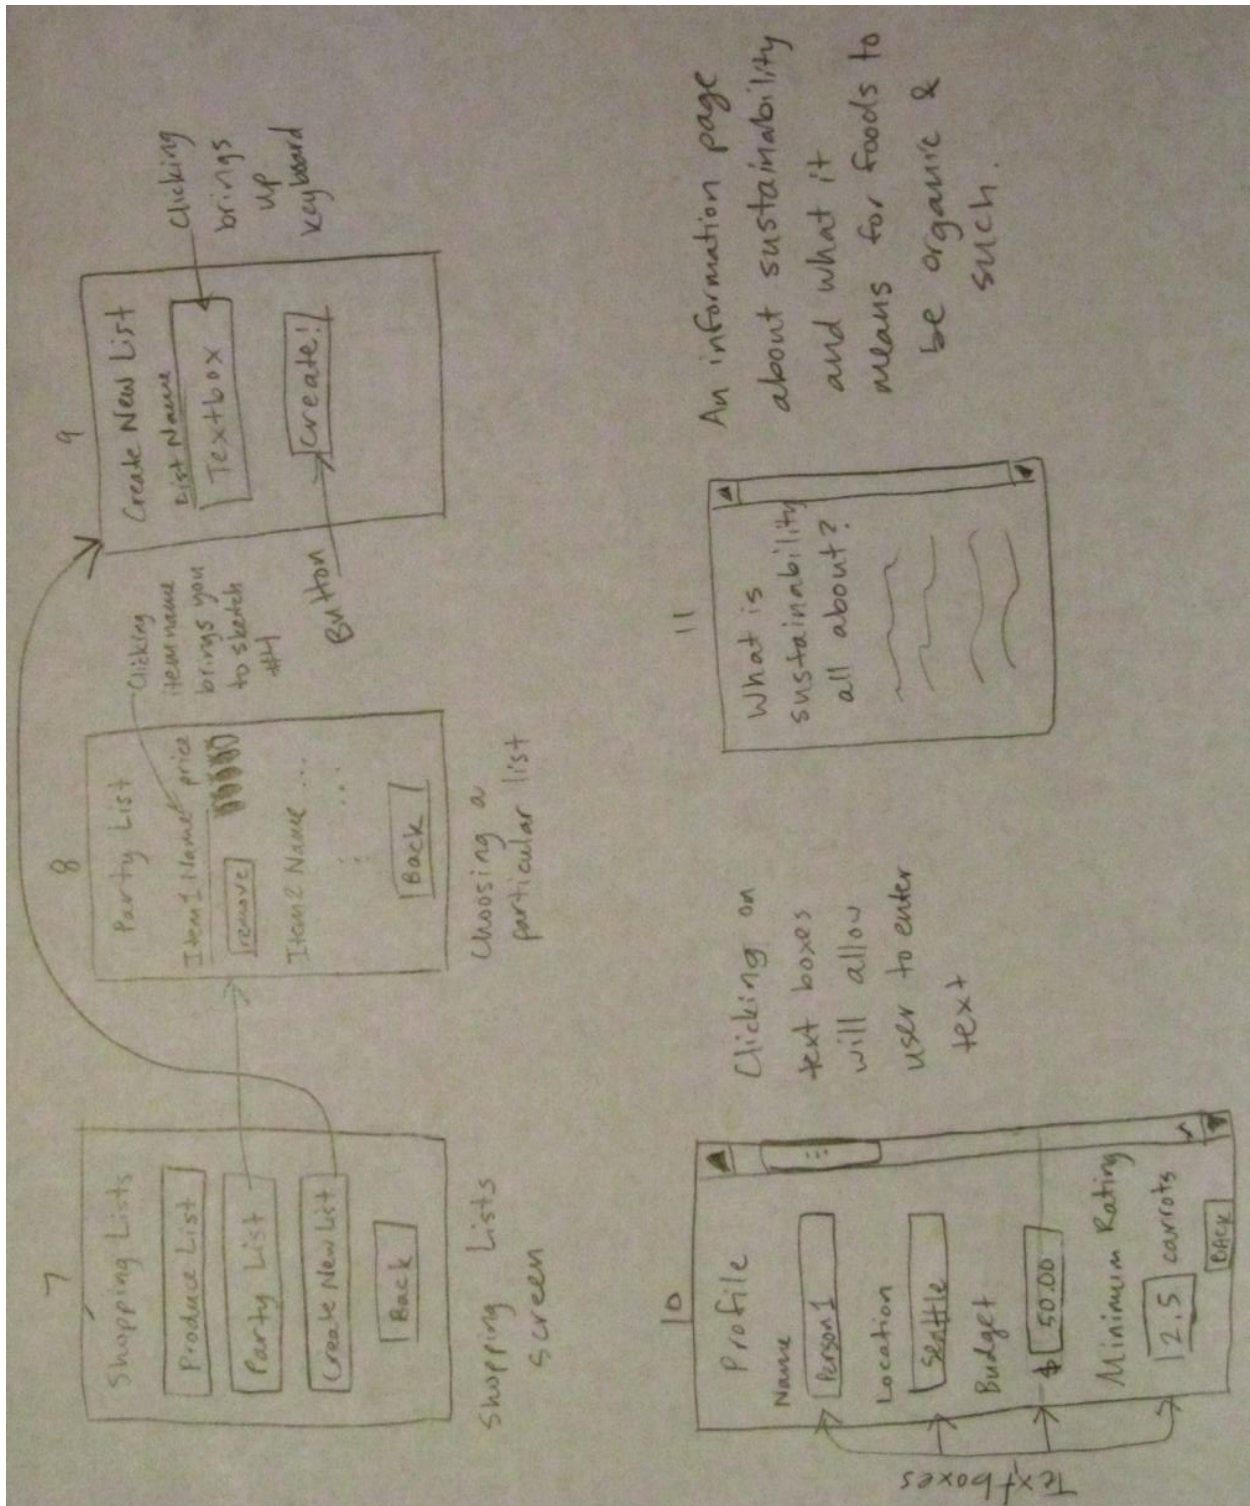 7
Shopping Lists
Produce List
Party List
Create New List
Back
Shopping Lists
screen
8
Party List
Item 1 Name price
remove
Item 2 Name ...
Back
Choosing a
particular list
Clicking
item name
brings you
to sketch
#4
9
Create New List
List Name
Textbox
Create!
Button
Clicking
brings
up
keyboard
10
Profile
Name
Person 1
Location
Seattle
Budget
$ 50.00
Minimum Rating
2.5 carrots
BACK
Textboxes
Clicking on
text boxes
will allow
user to enter
text
11
What is
sustainability
all about?
An information page
about sustainability
and what it
means for foods to
be organic &
such.